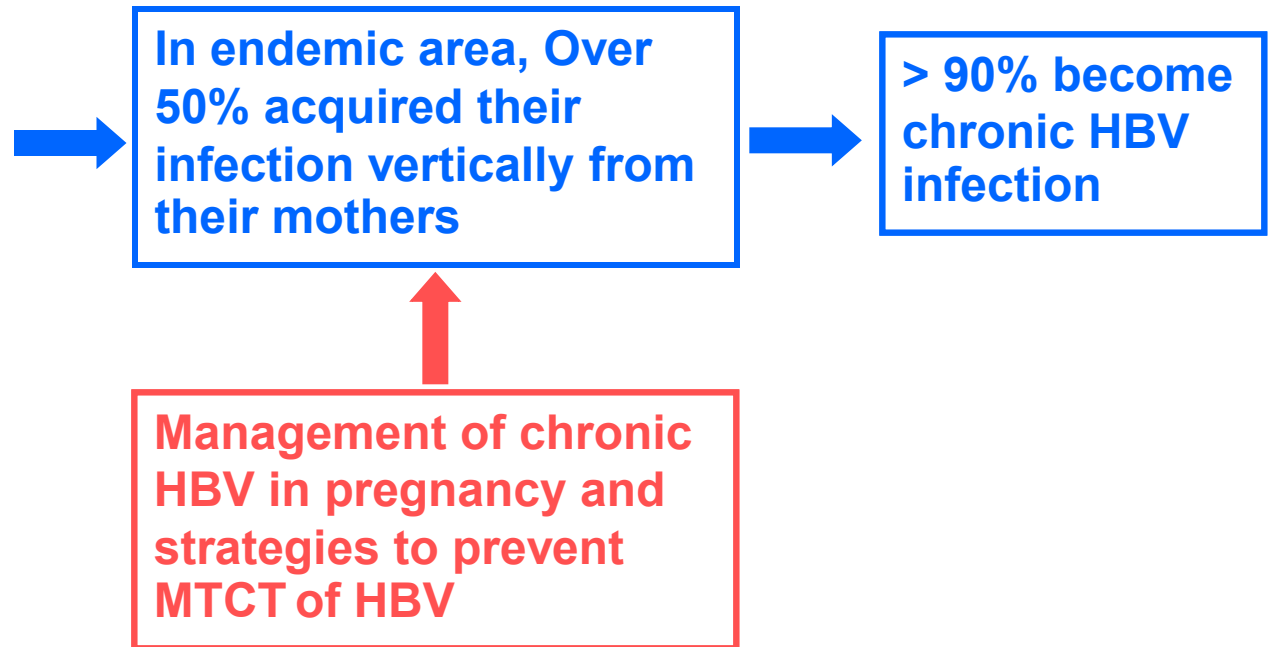 In endemic area, Over
50% acquired their
infection vertically from
their mothers
> 90% become
chronic HBV
infection
Management of chronic
HBV in pregnancy and
strategies to prevent
MTCT of HBV